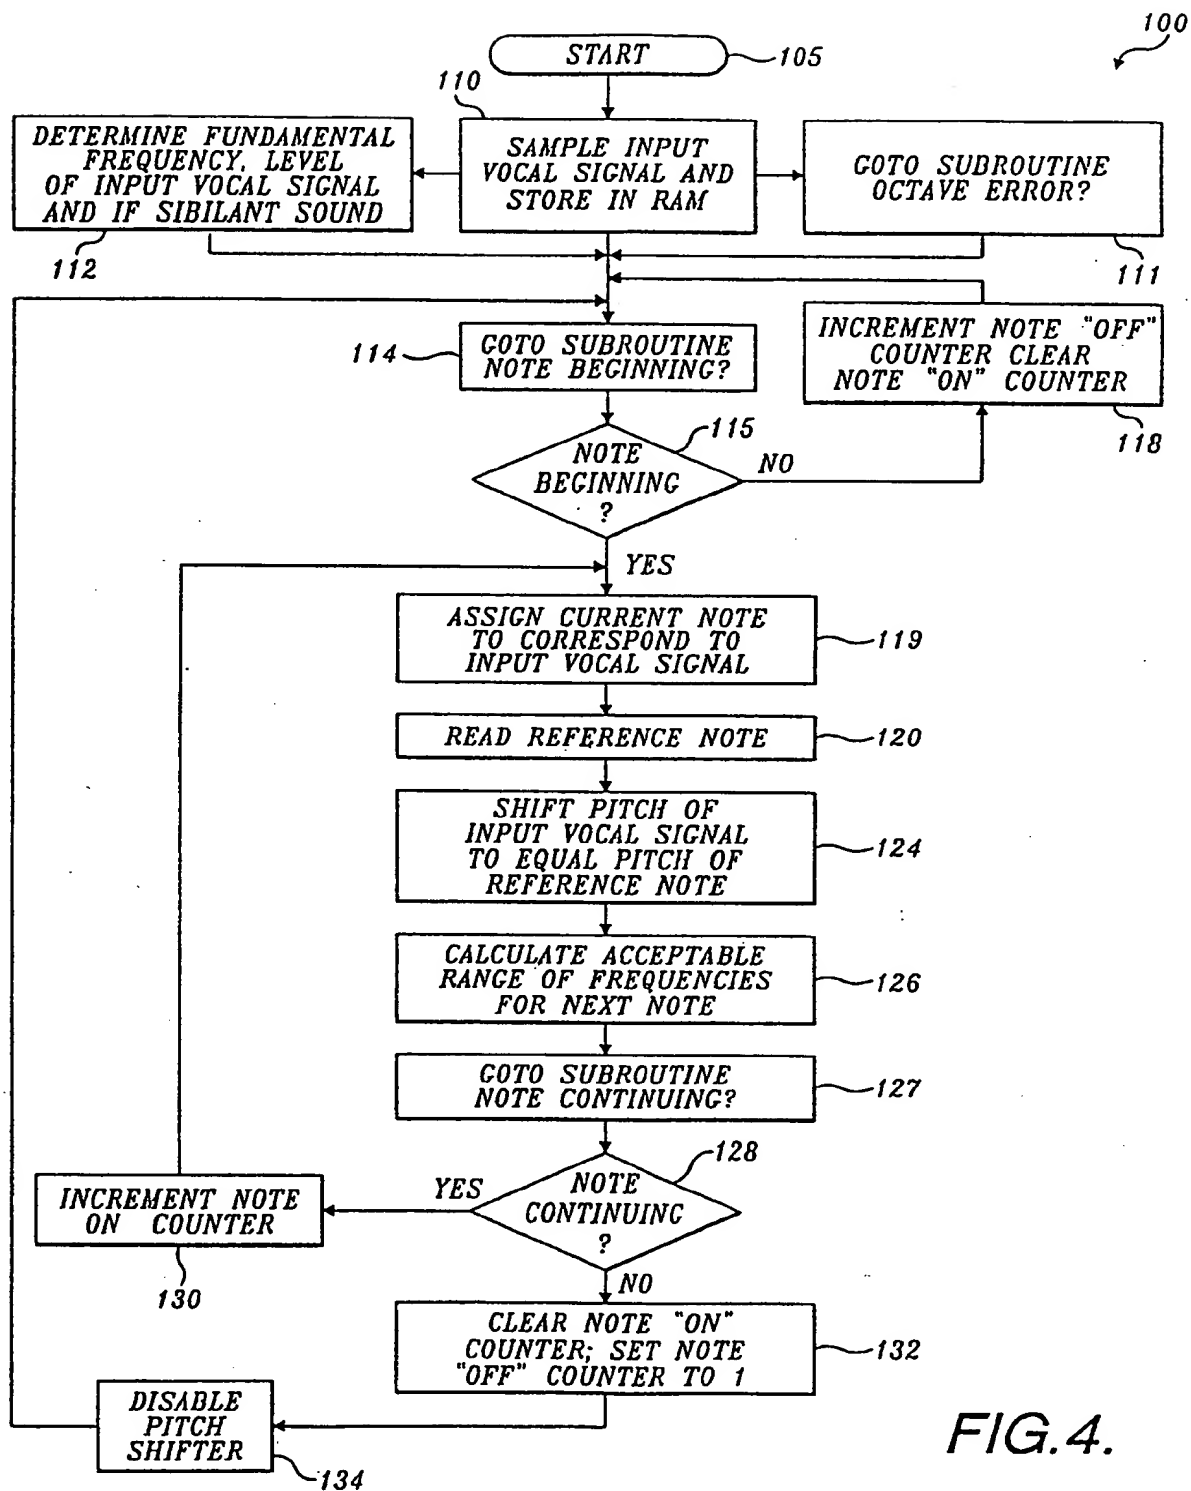 100
START
105
110
DETERMINE FUNDAMENTAL
FREQUENCY, LEVEL
OF INPUT VOCAL SIGNAL
AND IF SIBILANT SOUND
112
SAMPLE INPUT
VOCAL SIGNAL AND
STORE IN RAM
GOTO SUBROUTINE
OCTAVE ERROR?
111
114
GOTO SUBROUTINE
NOTE BEGINNING?
INCREMENT NOTE "OFF"
COUNTER CLEAR
NOTE "ON" COUNTER
118
115
NOTE
BEGINNING
?
NO
YES
ASSIGN CURRENT NOTE
TO CORRESPOND TO
INPUT VOCAL SIGNAL
119
READ REFERENCE NOTE
120
SHIFT PITCH OF
INPUT VOCAL SIGNAL
TO EQUAL PITCH OF
REFERENCE NOTE
124
CALCULATE ACCEPTABLE
RANGE OF FREQUENCIES
FOR NEXT NOTE
126
GOTO SUBROUTINE
NOTE CONTINUING?
127
128
NOTE
CONTINUING
?
YES
INCREMENT NOTE
ON COUNTER
130
NO
CLEAR NOTE "ON"
COUNTER; SET NOTE
"OFF" COUNTER TO 1
132
DISABLE
PITCH
SHIFTER
134
FIG.4.